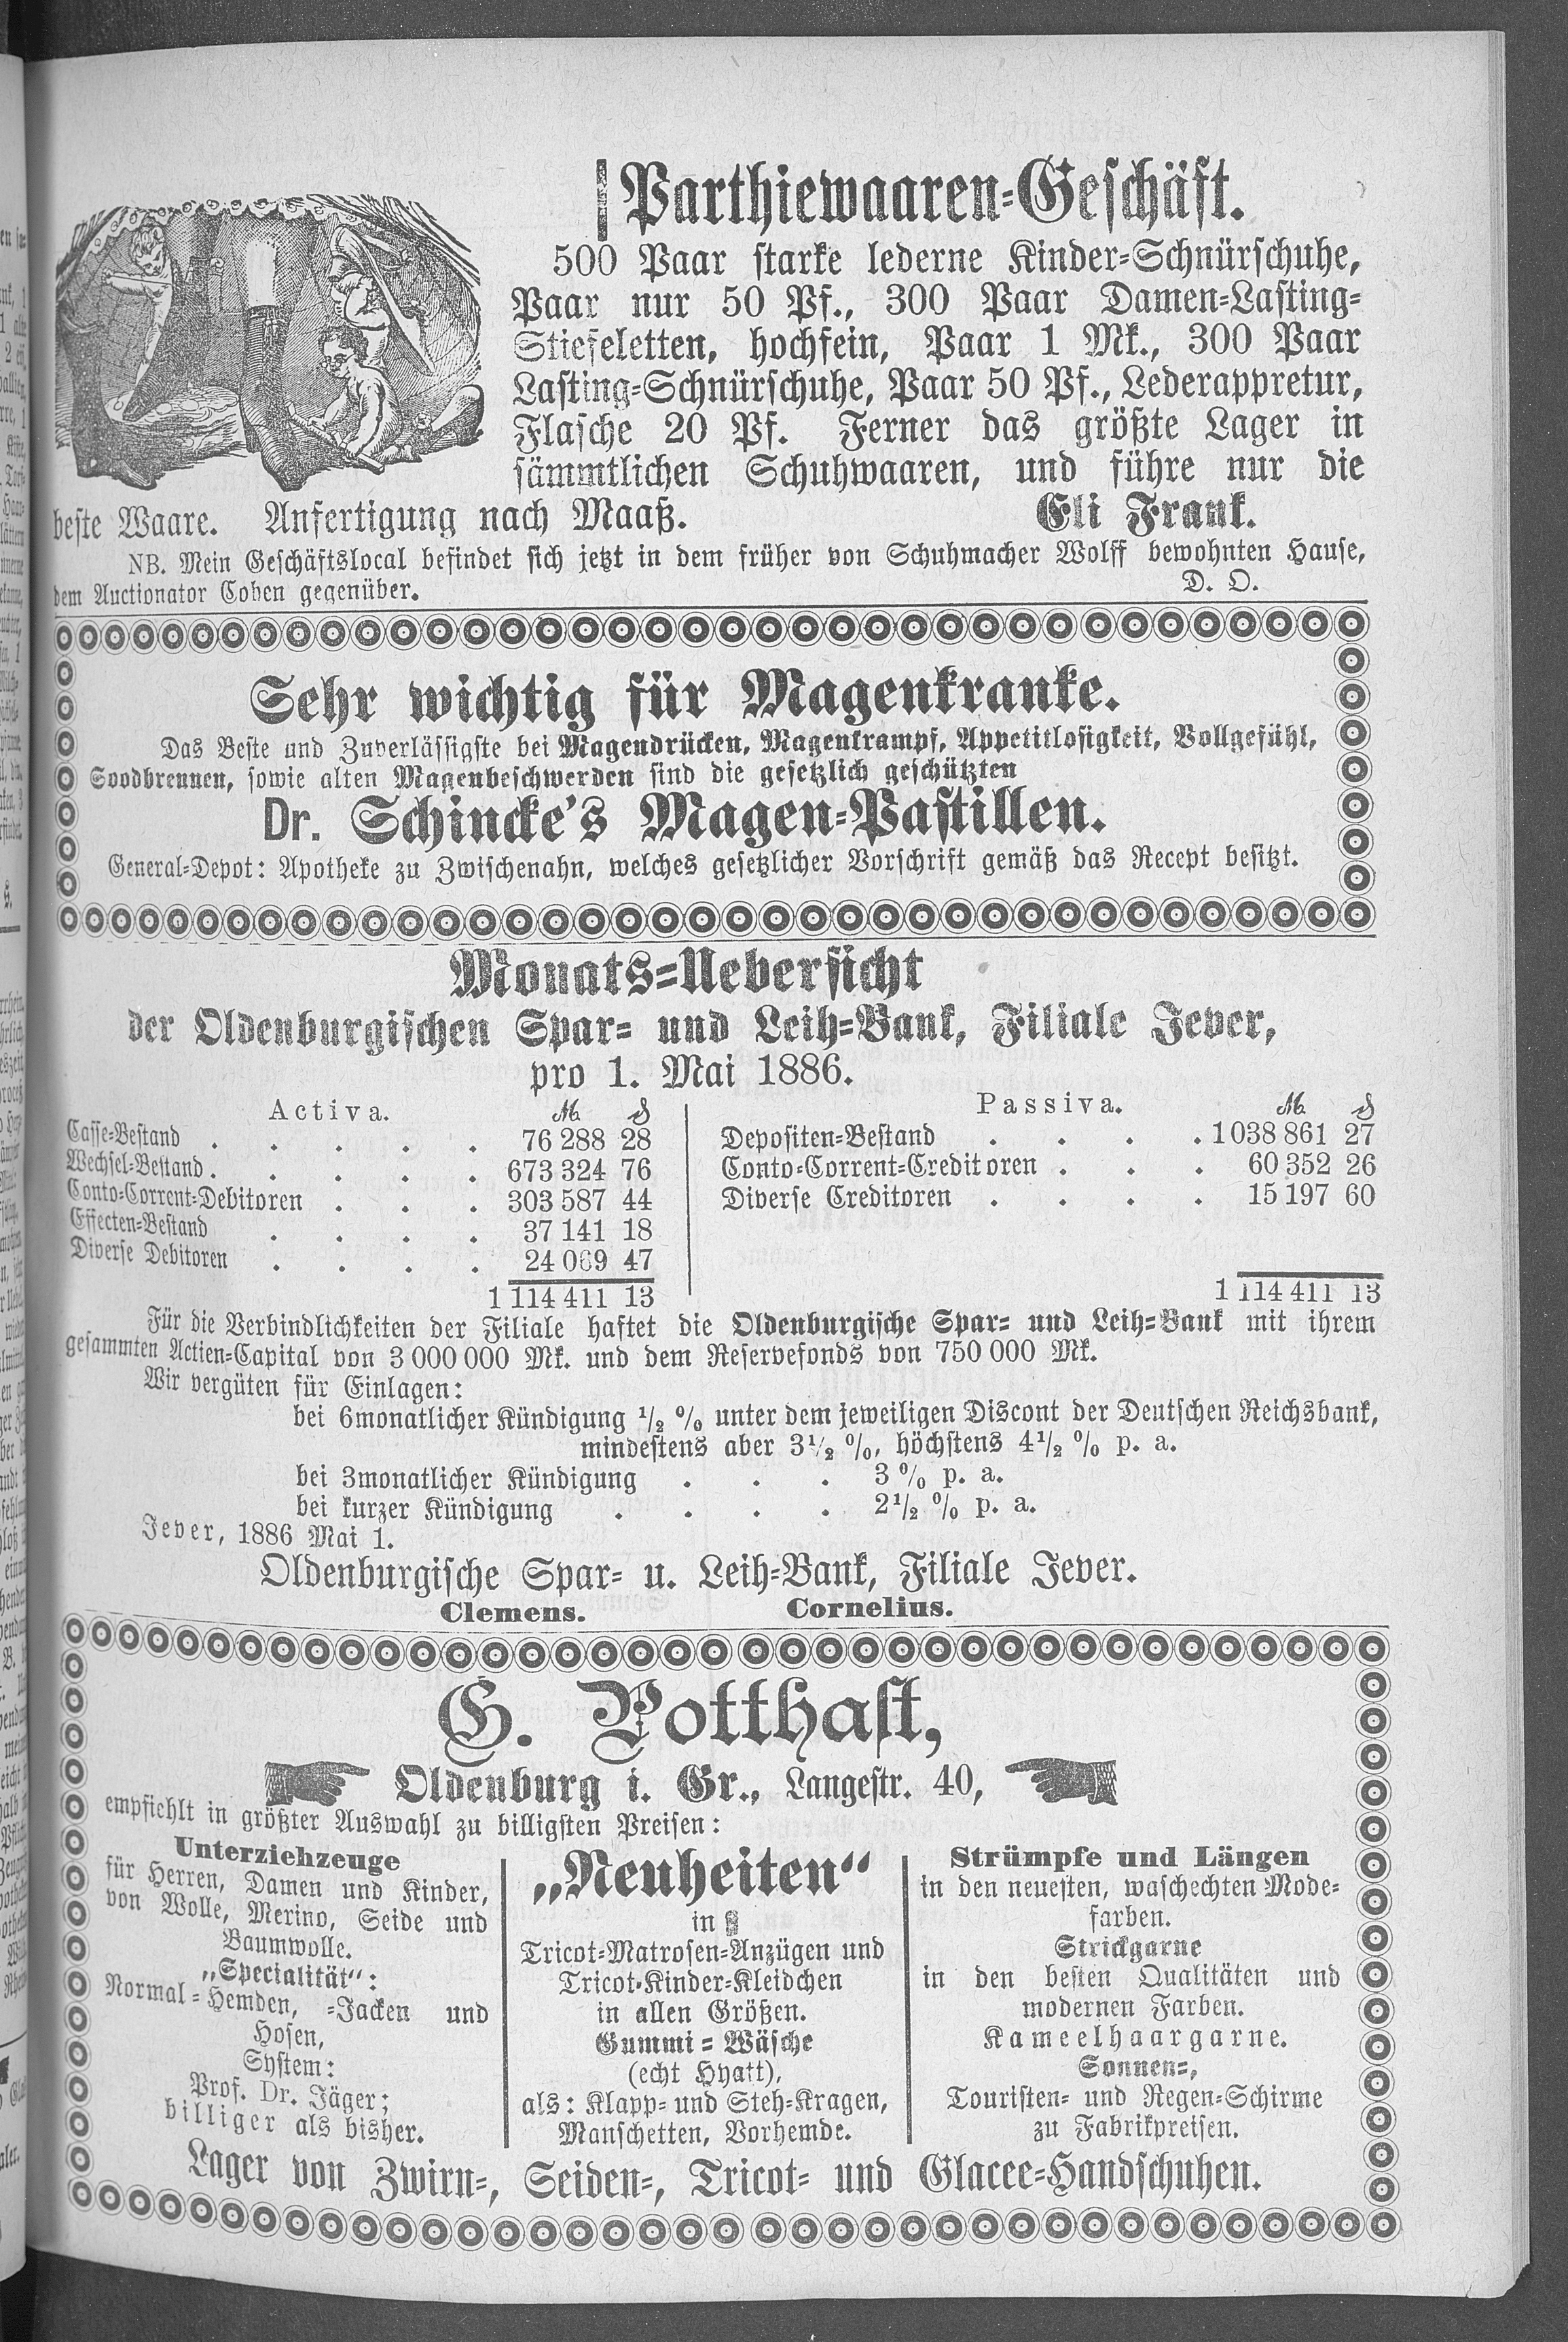 Parthiewaaren-Geschäft.
500 Paar starke lederne Kinder-Schnürschuhe,
Paar nur 50 Pf., 300 Paar Damen-Lasting-
Stiefeletten, hochfein, Paar 1 Mk., 300 Paar
Lasting-Schnürschuhe, Paar 50 Pf., Lederappretur,
Flasche 20 Pf. Ferner das größte Lager in
sämmtlichen Schuhwaaren, und führe nur die
beste Waare. Anfertigung nach Maaß. Eli Frank.
NB. Mein Geschäftslocal befindet sich jetzt in dem früher von Schuhmacher Wolff bewohnten Hause,
dem Auctionator Cohen gegenüber. D. O.
Sehr wichtig für Magenkranke.
Das Beste und Zuverlässigste bei Magendrücken, Magenkrampf, Appetitlosigkeit, Vollgefühl,
Soodbrennen, sowie alten Magenbeschwerden sind die gesetzlich geschützten
Dr. Schincke's Magen-Pastillen.
General-Depot: Apotheke zu Zwischenahn, welches gesetzlicher Vorschrift gemäß das Recept besitzt.
Monats-Uebersicht
der Oldenburgischen Spar- und Leih-Bank, Filiale Jever,
pro 1. Mai 1886.
Activa. M. ₰
Casse-Bestand . . . . . 76 288 28
Wechsel-Bestand . . . . . 673 324 76
Conto-Corrent-Debitoren . . . 303 587 44
Effecten-Bestand . . . . 37 141 18
Diverse Debitoren . . . . 24 069 47
1 114 411 13
Passiva. M. ₰
Depositen-Bestand . . . . 1 038 861 27
Conto-Corrent-Creditoren . . . 60 352 26
Diverse Creditoren . . . . 15 197 60
1 114 411 13
Für die Verbindlichkeiten der Filiale haftet die Oldenburgische Spar- und Leih-Bank mit ihrem
gesammten Actien-Capital von 3 000 000 Mk. und dem Reservefonds von 750 000 Mk.
Wir vergüten für Einlagen:
bei 6monatlicher Kündigung ½ % unter dem jeweiligen Discont der Deutschen Reichsbank,
mindestens aber 3½ %, höchstens 4½ % p. a.
bei 3monatlicher Kündigung . . . 3 % p. a.
bei kurzer Kündigung . . . . 2½ % p. a.
Jever, 1886 Mai 1.
Oldenburgische Spar- u. Leih-Bank, Filiale Jever.
Clemens. Cornelius.
G. Potthast,
Oldenburg i. Gr., Langestr. 40,
empfiehlt in größter Auswahl zu billigsten Preisen:
Unterziehzeuge
für Herren, Damen und Kinder,
von Wolle, Merino, Seide und
Baumwolle.
„Specialität“:
Normal-Hemden, -Jacken und
Hosen,
System:
Prof. Dr. Jäger;
billiger als bisher.
„Neuheiten“
in
Tricot-Matrosen-Anzügen und
Tricot-Kinder-Kleidchen
in allen Größen.
Gummi-Wäsche
(echt Hyatt),
als: Klapp- und Steh-Kragen,
Manschetten, Vorhemde.
Strümpfe und Längen
in den neuesten, waschechten Mode-
farben.
Strickgarne
in den besten Qualitäten und
modernen Farben.
Kameelhaargarne.
Sonnen-,
Touristen- und Regen-Schirme
zu Fabrikpreisen.
Lager von Zwirn-, Seiden-, Tricot- und Glacee-Handschuhen.